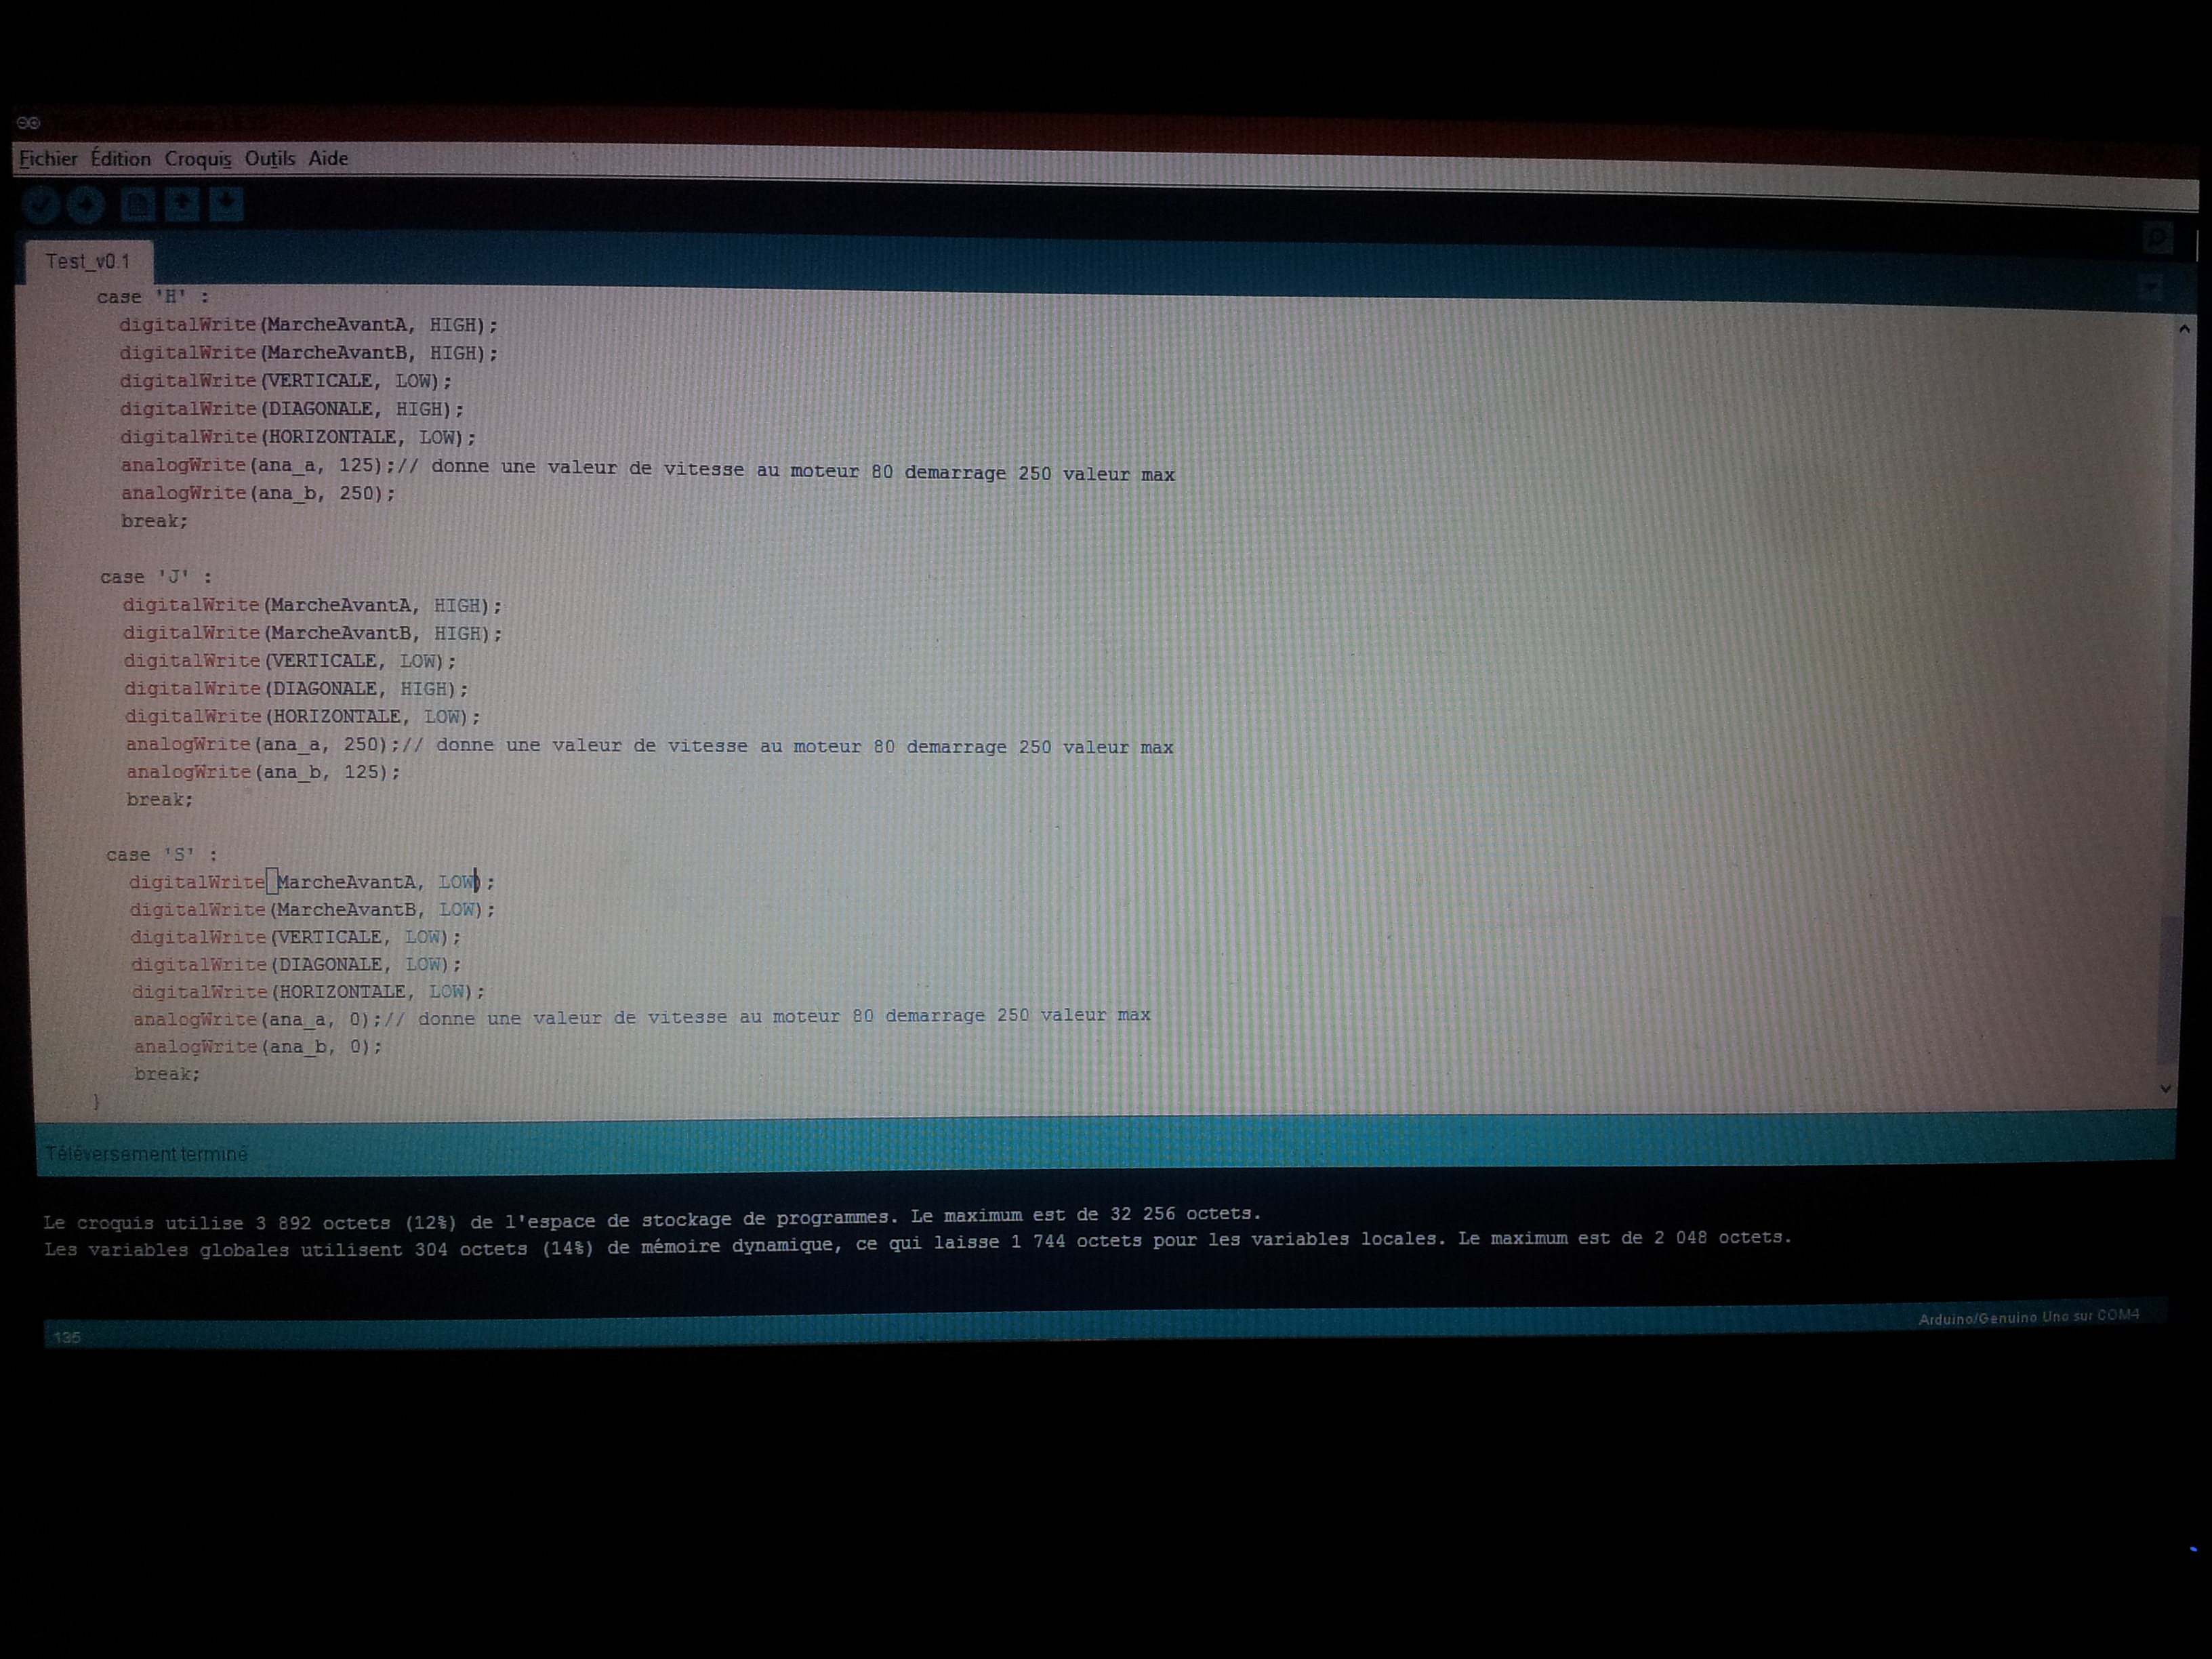 Fichier Édition Croquis Outils Aide
Test_v0.1
case 'H' :
digitalWrite(MarcheAvantA, HIGH);
digitalWrite(MarcheAvantB, HIGH);
digitalWrite(VERTICALE, LOW);
digitalWrite(DIAGONALE, HIGH);
digitalWrite(HORIZONTALE, LOW);
analogWrite(ana_a, 125);// donne une valeur de vitesse au moteur 80 demarrage 250 valeur max
analogWrite(ana_b, 250);
break;
case 'J' :
digitalWrite(MarcheAvantA, HIGH);
digitalWrite(MarcheAvantB, HIGH);
digitalWrite(VERTICALE, LOW);
digitalWrite(DIAGONALE, HIGH);
digitalWrite(HORIZONTALE, LOW);
analogWrite(ana_a, 250);// donne une valeur de vitesse au moteur 80 demarrage 250 valeur max
analogWrite(ana_b, 125);
break;
case 'S' :
digitalWrite(MarcheAvantA, LOW);
digitalWrite(MarcheAvantB, LOW);
digitalWrite(VERTICALE, LOW);
digitalWrite(DIAGONALE, LOW);
digitalWrite(HORIZONTALE, LOW);
analogWrite(ana_a, 0);// donne une valeur de vitesse au moteur 80 demarrage 250 valeur max
analogWrite(ana_b, 0);
break;
}
Téléversement terminé
Le croquis utilise 3 892 octets (12%) de l'espace de stockage de programmes. Le maximum est de 32 256 octets.
Les variables globales utilisent 304 octets (14%) de mémoire dynamique, ce qui laisse 1 744 octets pour les variables locales. Le maximum est de 2 048 octets.
135
Arduino/Genuino Uno sur COM4